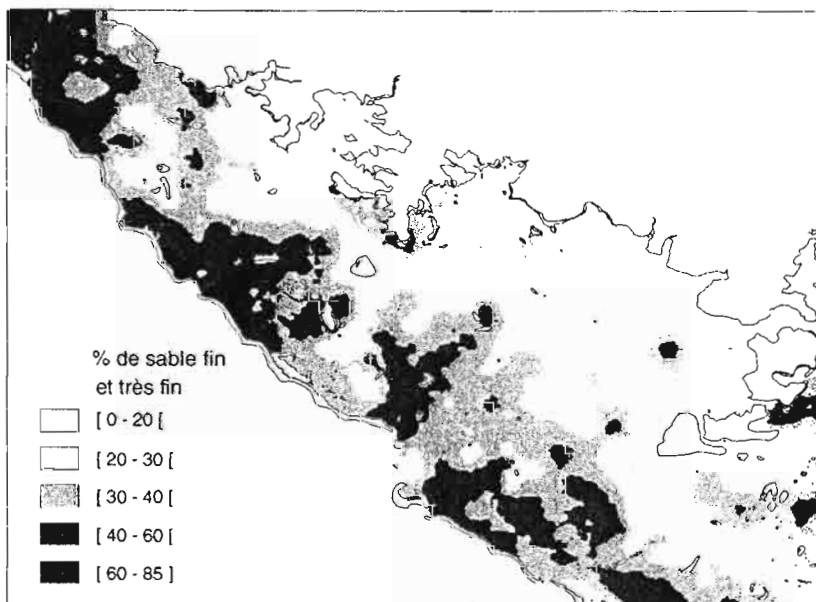 % de sable fin
et très fin
[ 0 - 20 [
[ 20 - 30 [
[ 30 - 40 [
[ 40 - 60 [
[ 60 - 85 ]